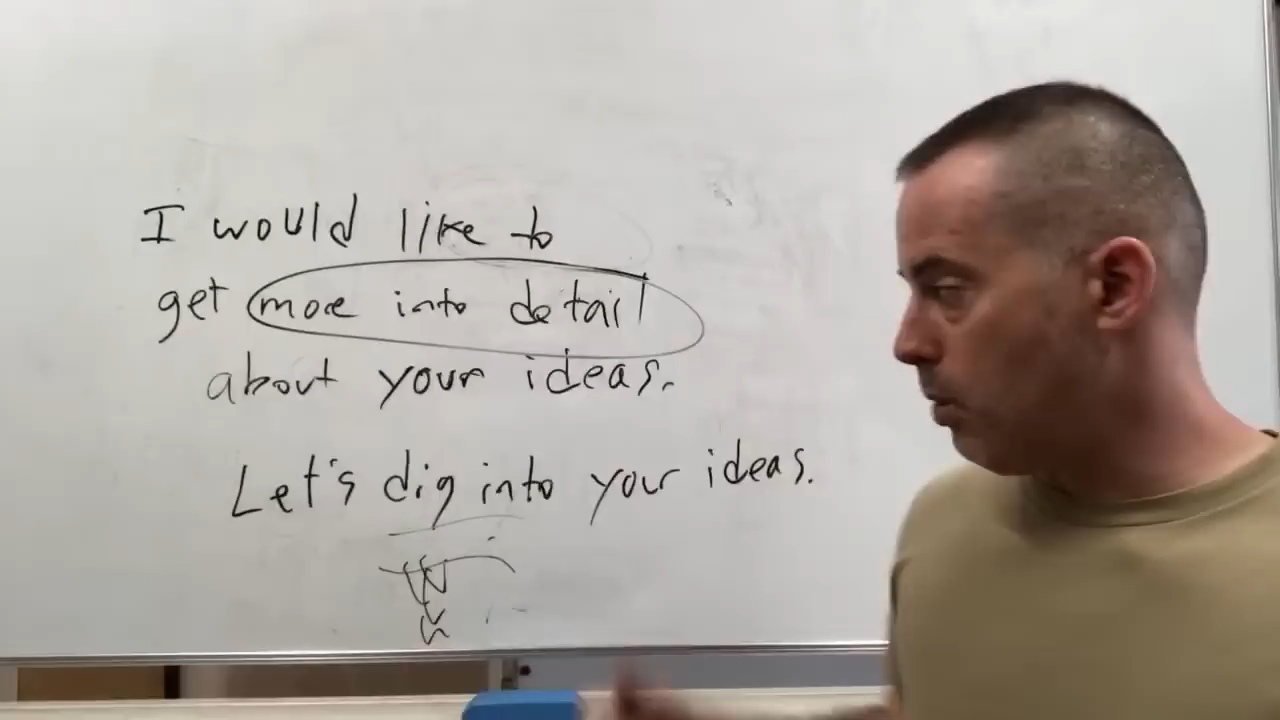 I would like to
get more into detail
about your ideas.
Let's dig into your ideas.